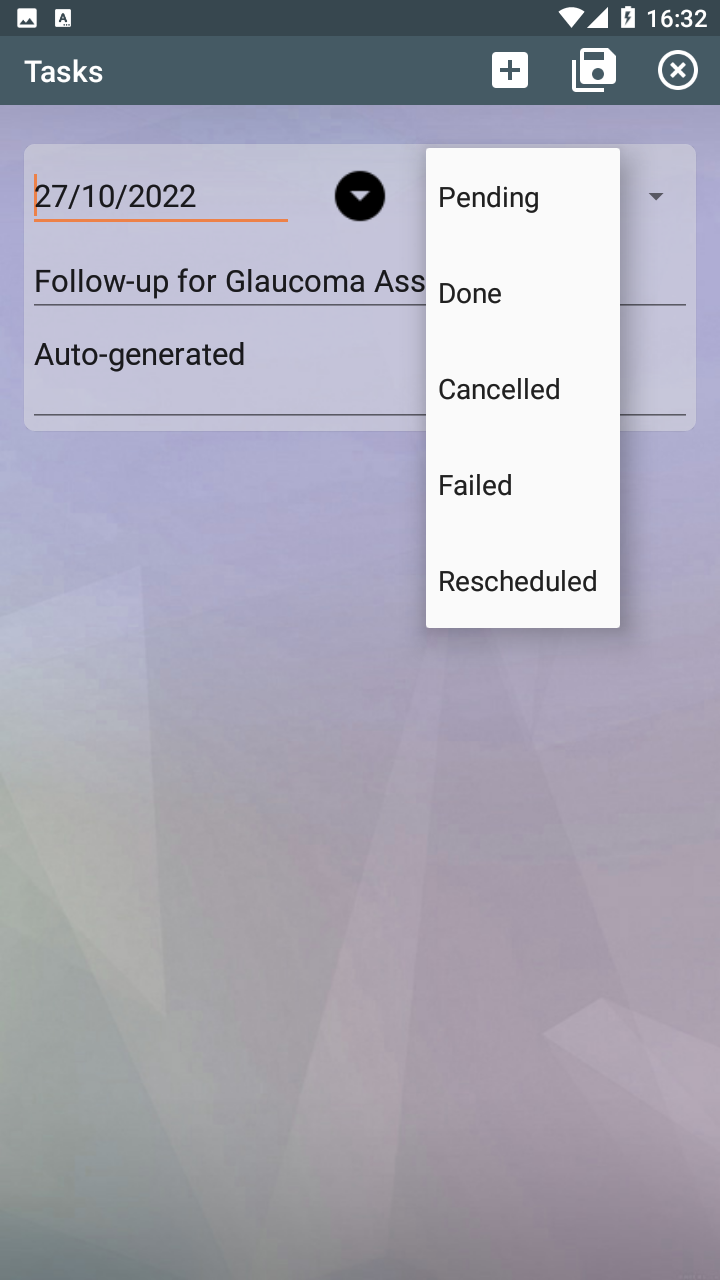 16:32
Tasks
27/10/2022
Pending
Follow-up for Glaucoma Ass
Done
Auto-generated
Cancelled
Failed
Rescheduled